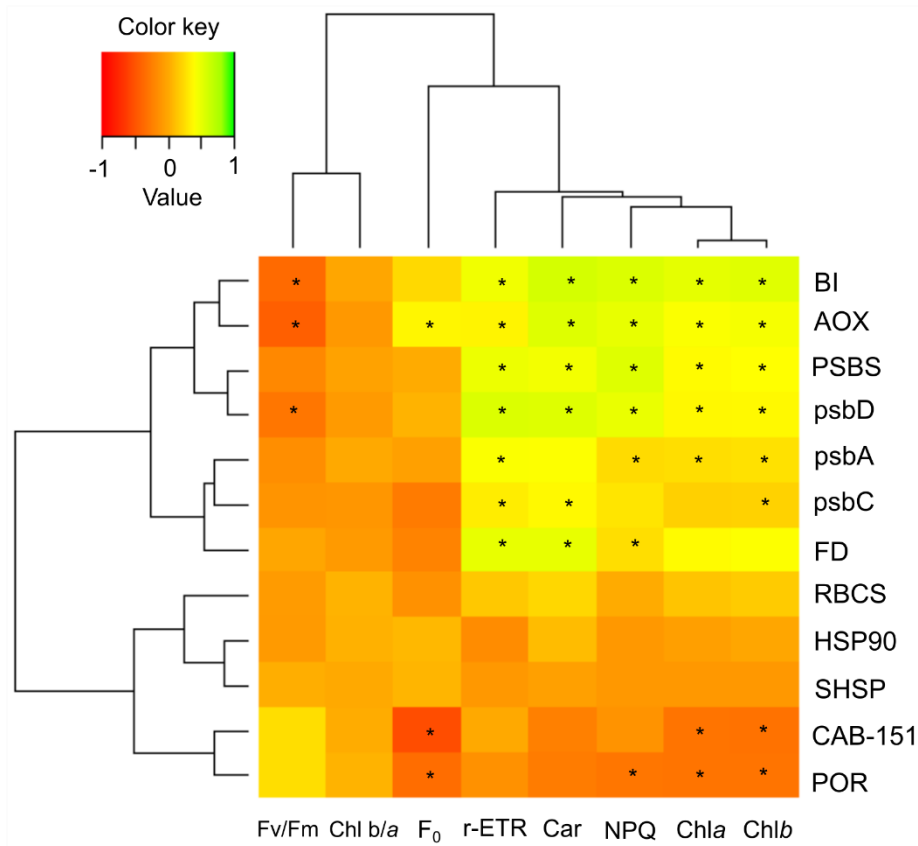 Color key
-1 0 1
Value
* * * * * * BI
* * * * * * * AOX
* * * * * PSBS
* * * * * * psbD
* * * * psbA
* * * psbC
* * * FD
RBCS
HSP90
SHSP
* * * CAB-151
* * * * POR
Fv/Fm Chl b/a F0 r-ETR Car NPQ Chla Chlb